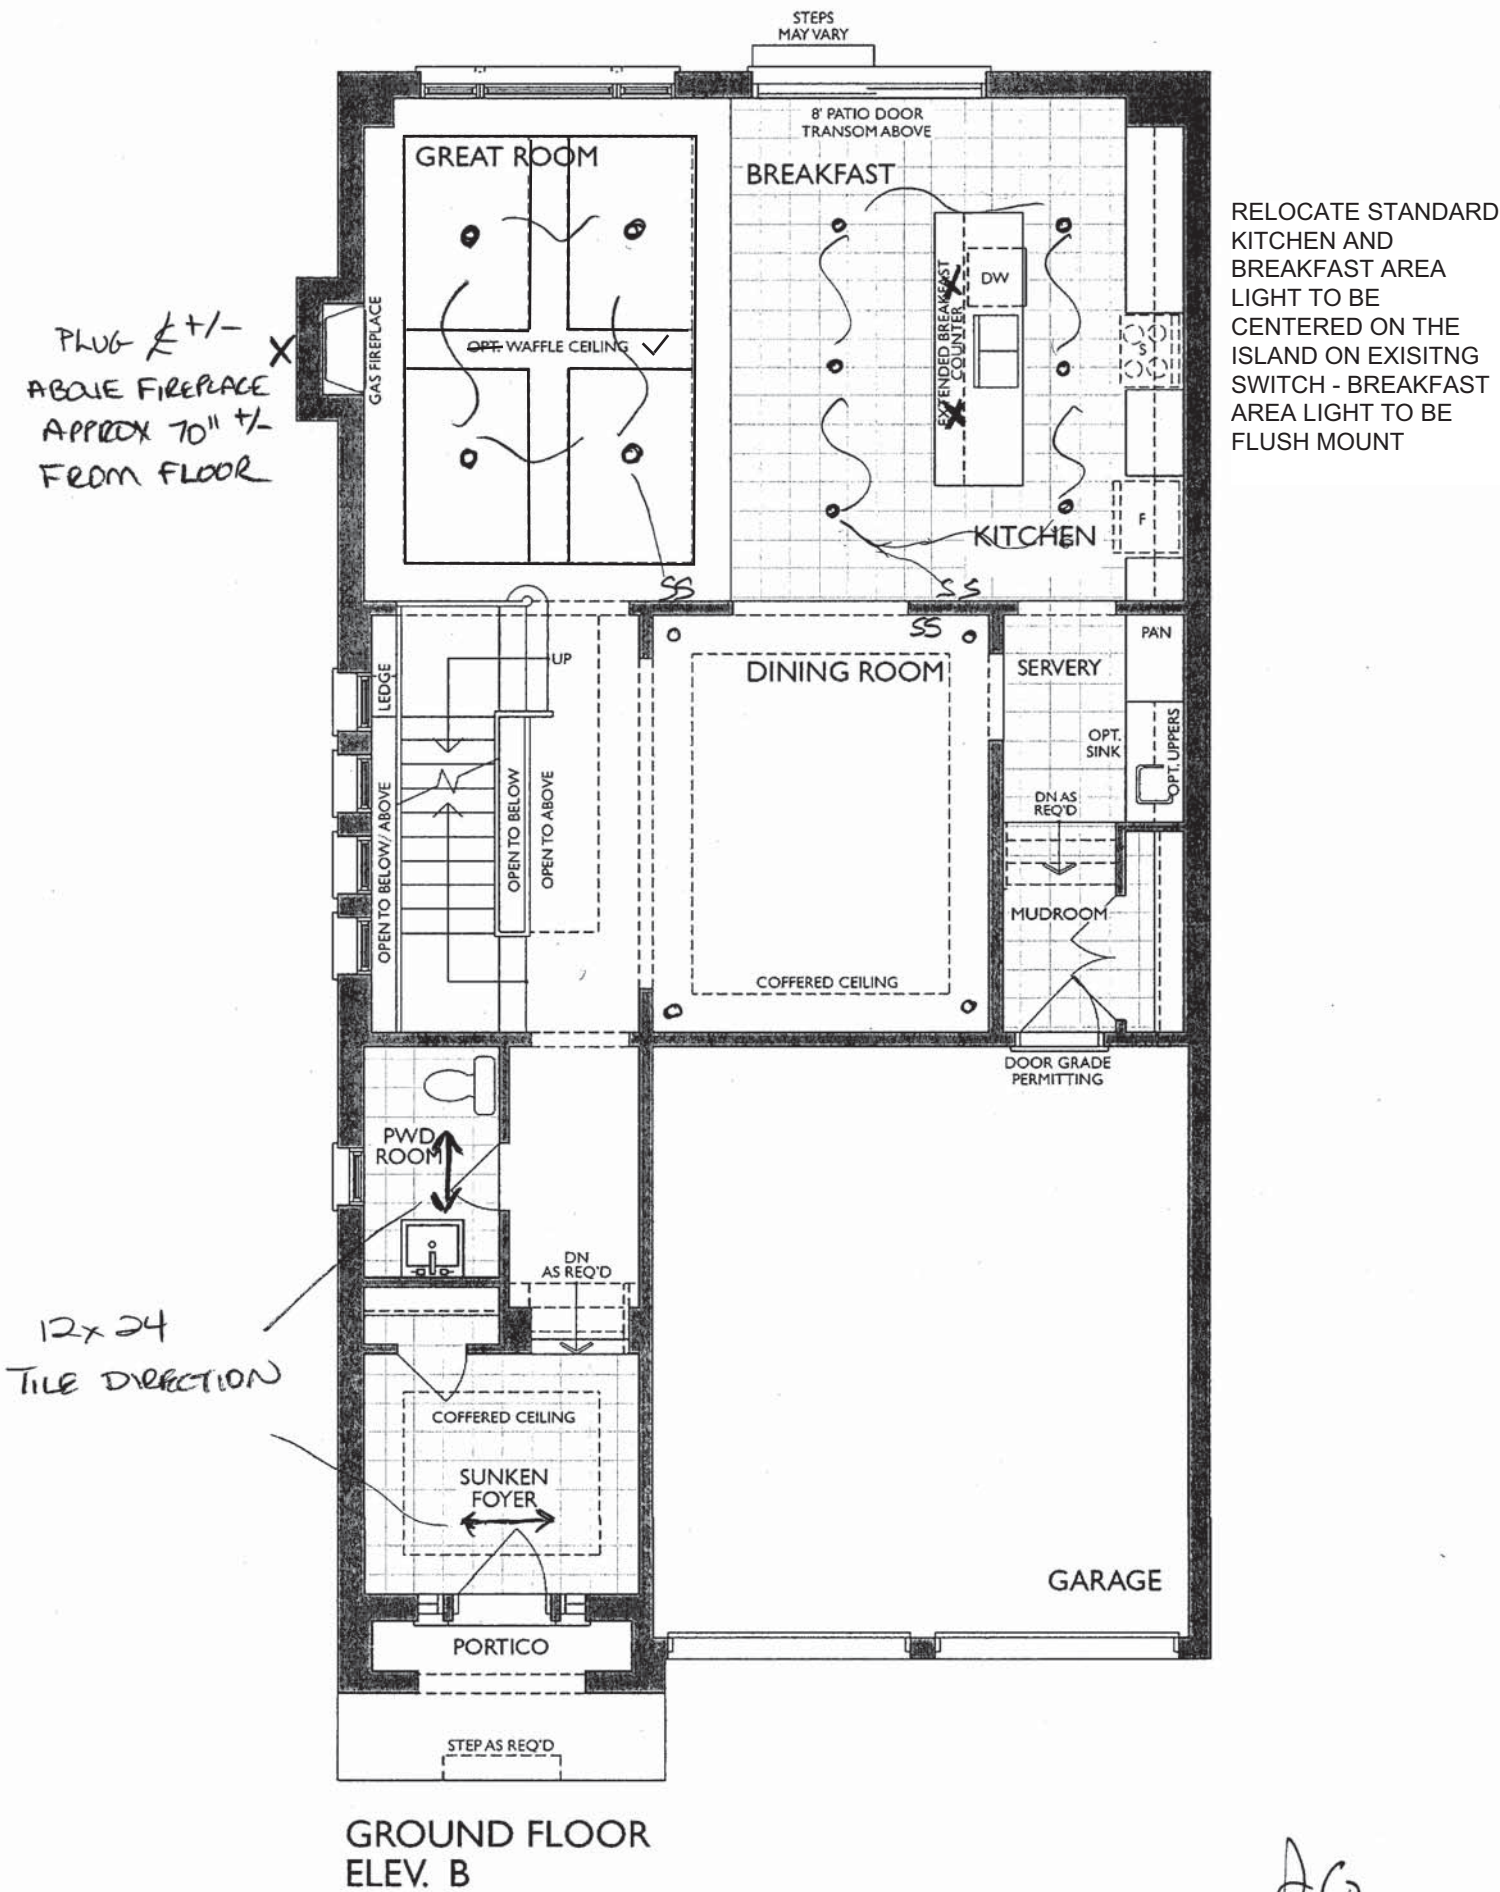 STEPS
MAY VARY
8' PATIO DOOR
TRANSOM ABOVE
GREAT ROOM
BREAKFAST
RELOCATE STANDARD
KITCHEN AND
BREAKFAST AREA
LIGHT TO BE
CENTERED ON THE
ISLAND ON EXISITNG
SWITCH - BREAKFAST
AREA LIGHT TO BE
FLUSH MOUNT
DW
EXTENDED BREAKFAST
COUNTER
S
PLUG ℄ +/-
ABOVE FIREPLACE
APPROX 70" +/-
FROM FLOOR
X
GAS FIREPLACE
OPT. WAFFLE CEILING ✓
F
KITCHEN
SS
SS
SS
PAN
UP
LEDGE
DINING ROOM
SERVERY
OPT.
SINK
OPT. UPPERS
OPEN TO BELOW/ ABOVE
OPEN TO BELOW
OPEN TO ABOVE
DN AS
REQ'D
MUDROOM
COFFERED CEILING
DOOR GRADE
PERMITTING
PWD
ROOM
DN
AS REQ'D
12x24
TILE DIRECTION
COFFERED CEILING
SUNKEN
FOYER
GARAGE
PORTICO
STEP AS REQ'D
GROUND FLOOR
ELEV. B